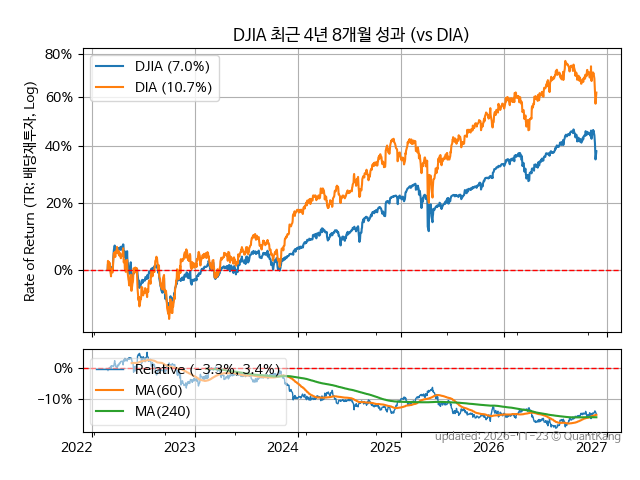 DJIA 최근 4년 8개월 성과 (vs DIA)
Rate of Return (TR: 배당재투자, Log)
80%
60%
40%
20%
0%
DJIA (7.0%)
DIA (10.7%)
0%
−10%
Relative (−3.3%, 3.4%)
MA(60)
MA(240)
updated: 2026-11-23 © QuantKang
2022
2023
2024
2025
2026
2027